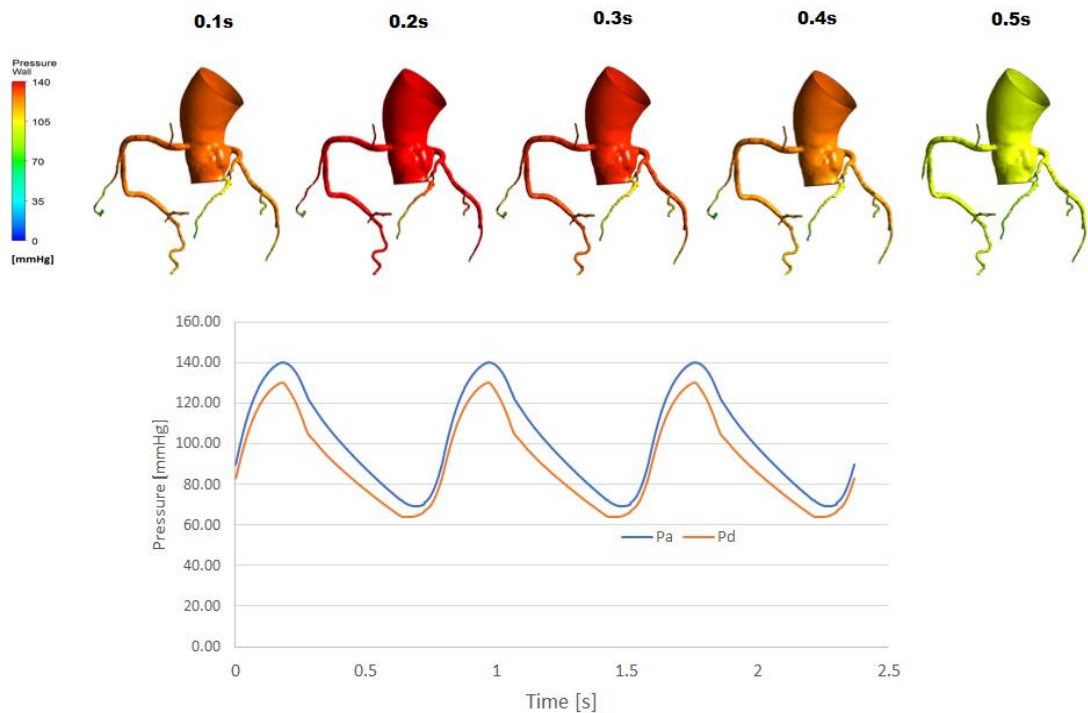 0.1s 0.2s 0.3s 0.4s 0.5s
Pressure
Wall
140
105
70
35
0
[mmHg]
160.00
140.00
120.00
100.00
80.00
60.00
40.00
20.00
0.00
Pressure [mmHg]
Pa Pd
0 0.5 1 1.5 2 2.5
Time [s]